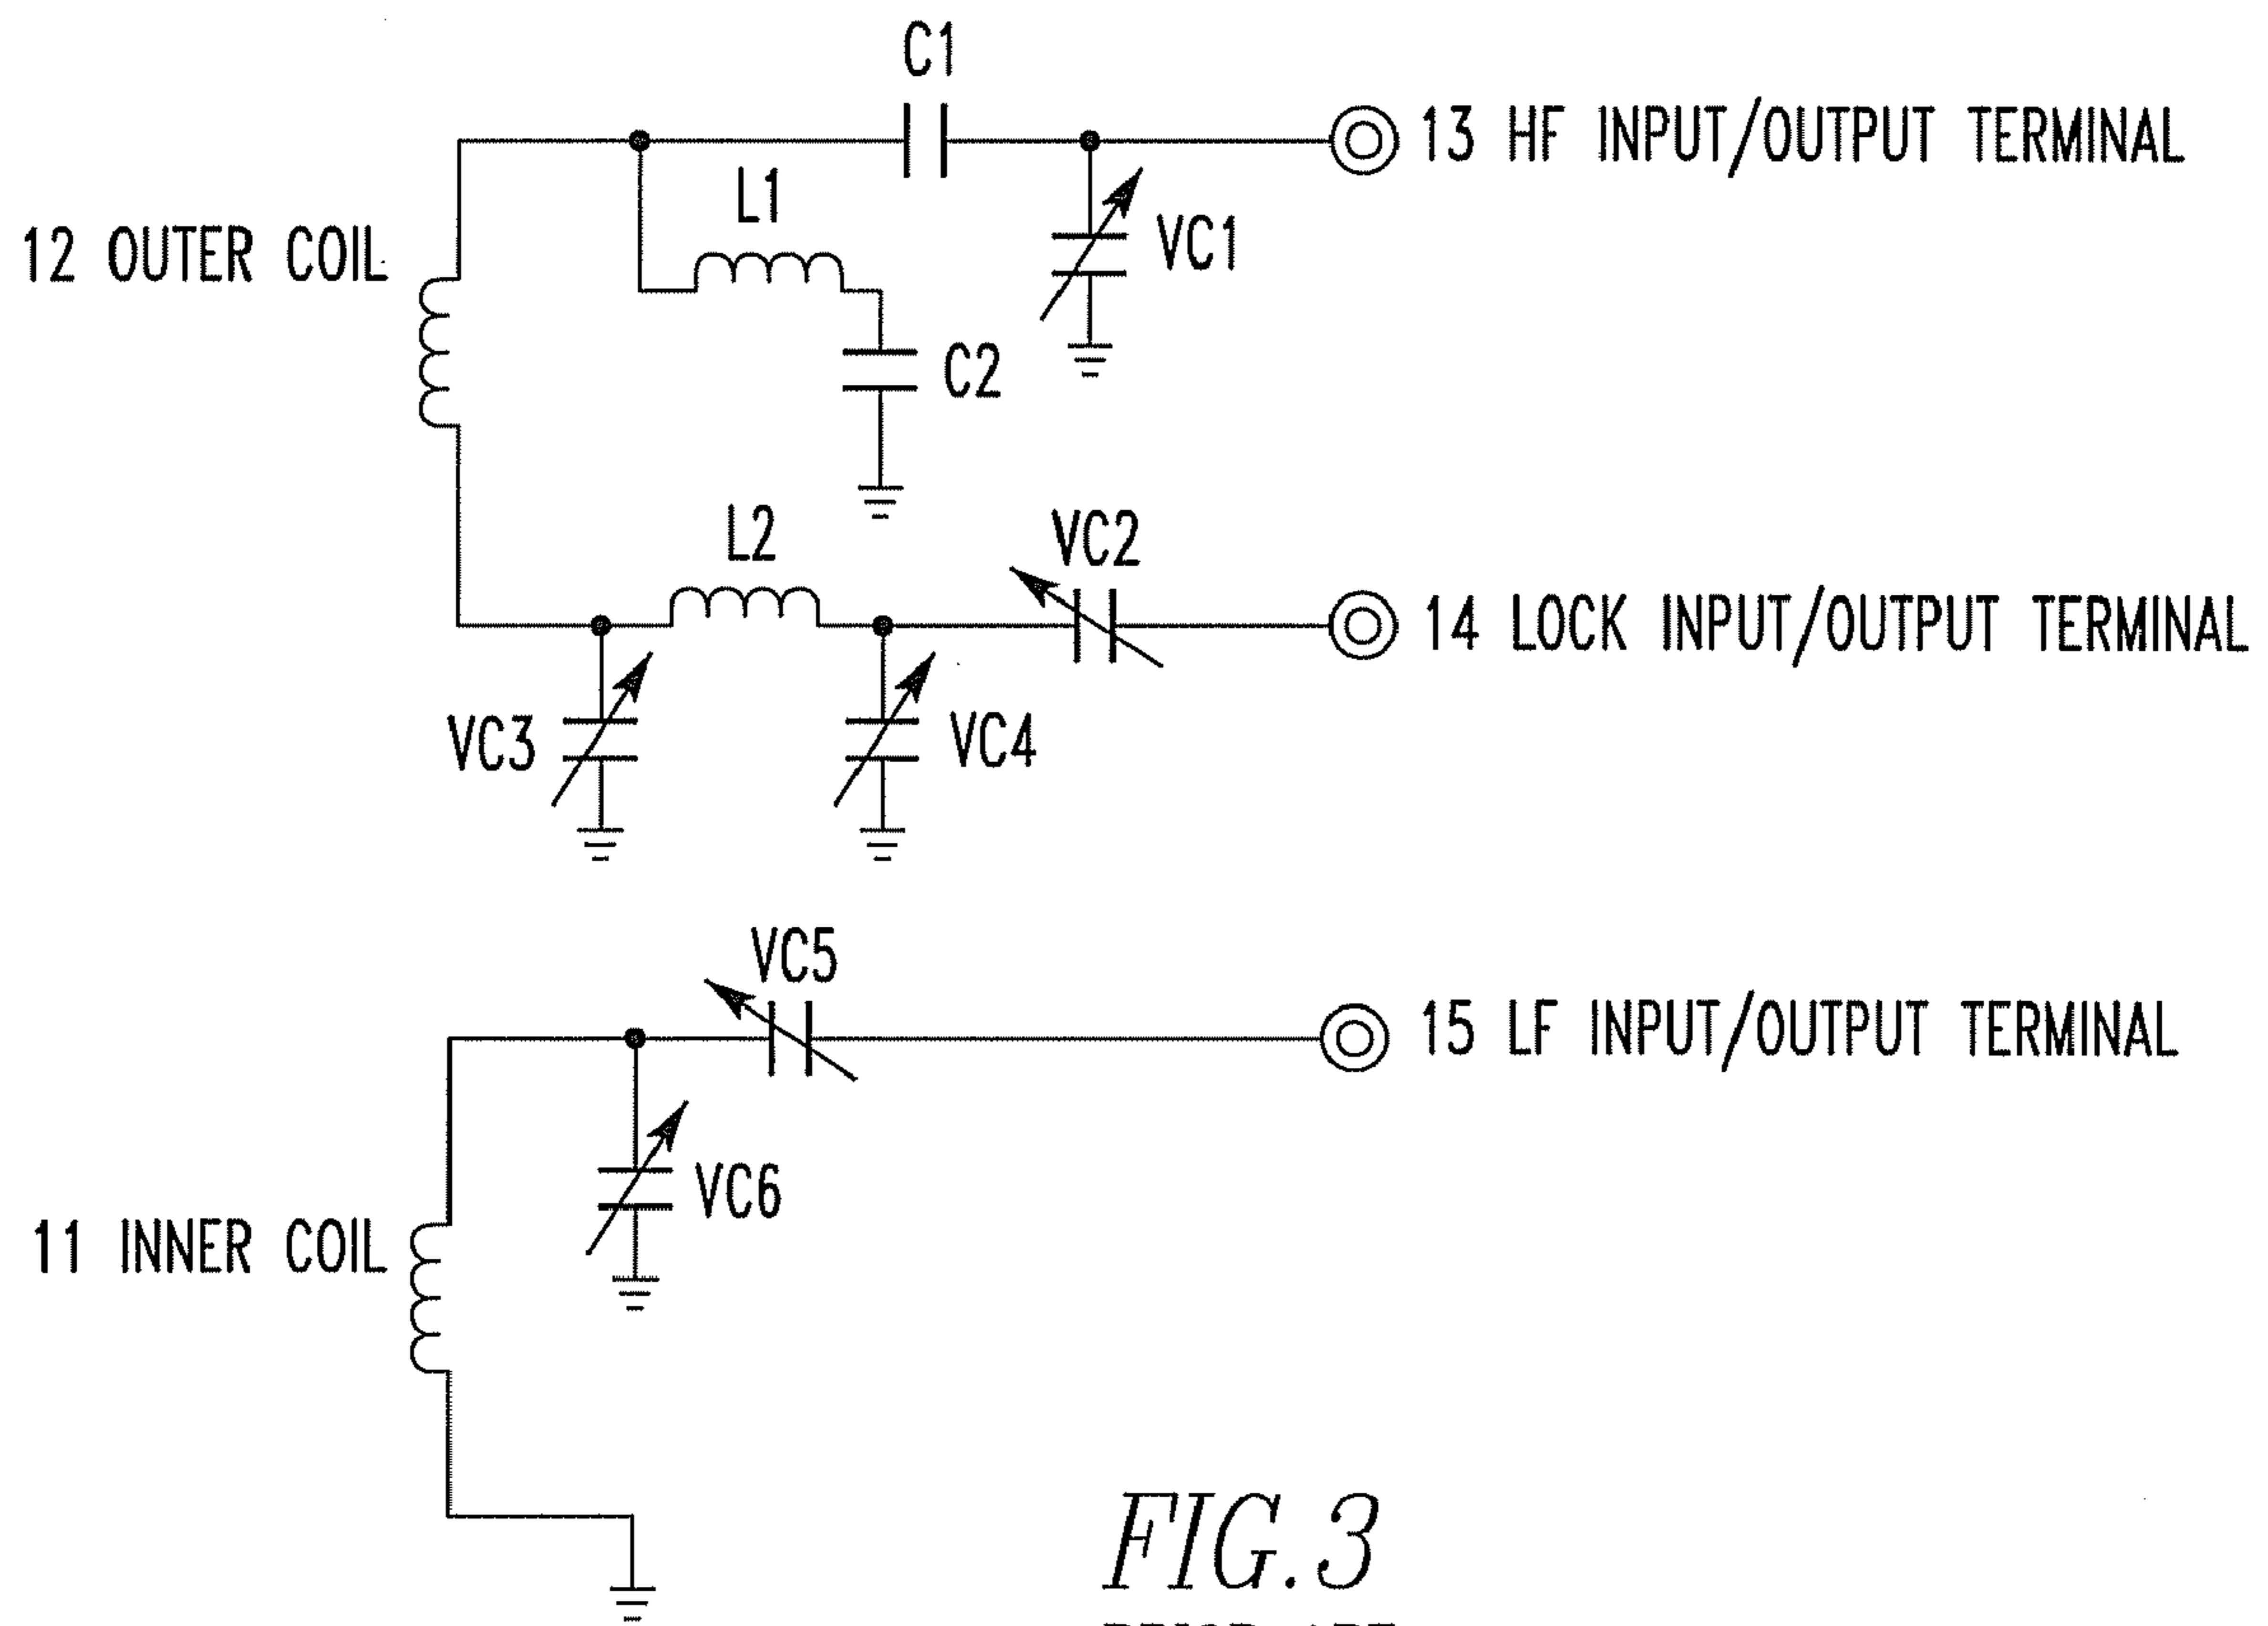 C1
13 HF INPUT/OUTPUT TERMINAL
L1
VC1
12 OUTER COIL
C2
L2
VC2
14 LOCK INPUT/OUTPUT TERMINAL
VC3
VC4
VC5
15 LF INPUT/OUTPUT TERMINAL
VC6
11 INNER COIL
FIG.3